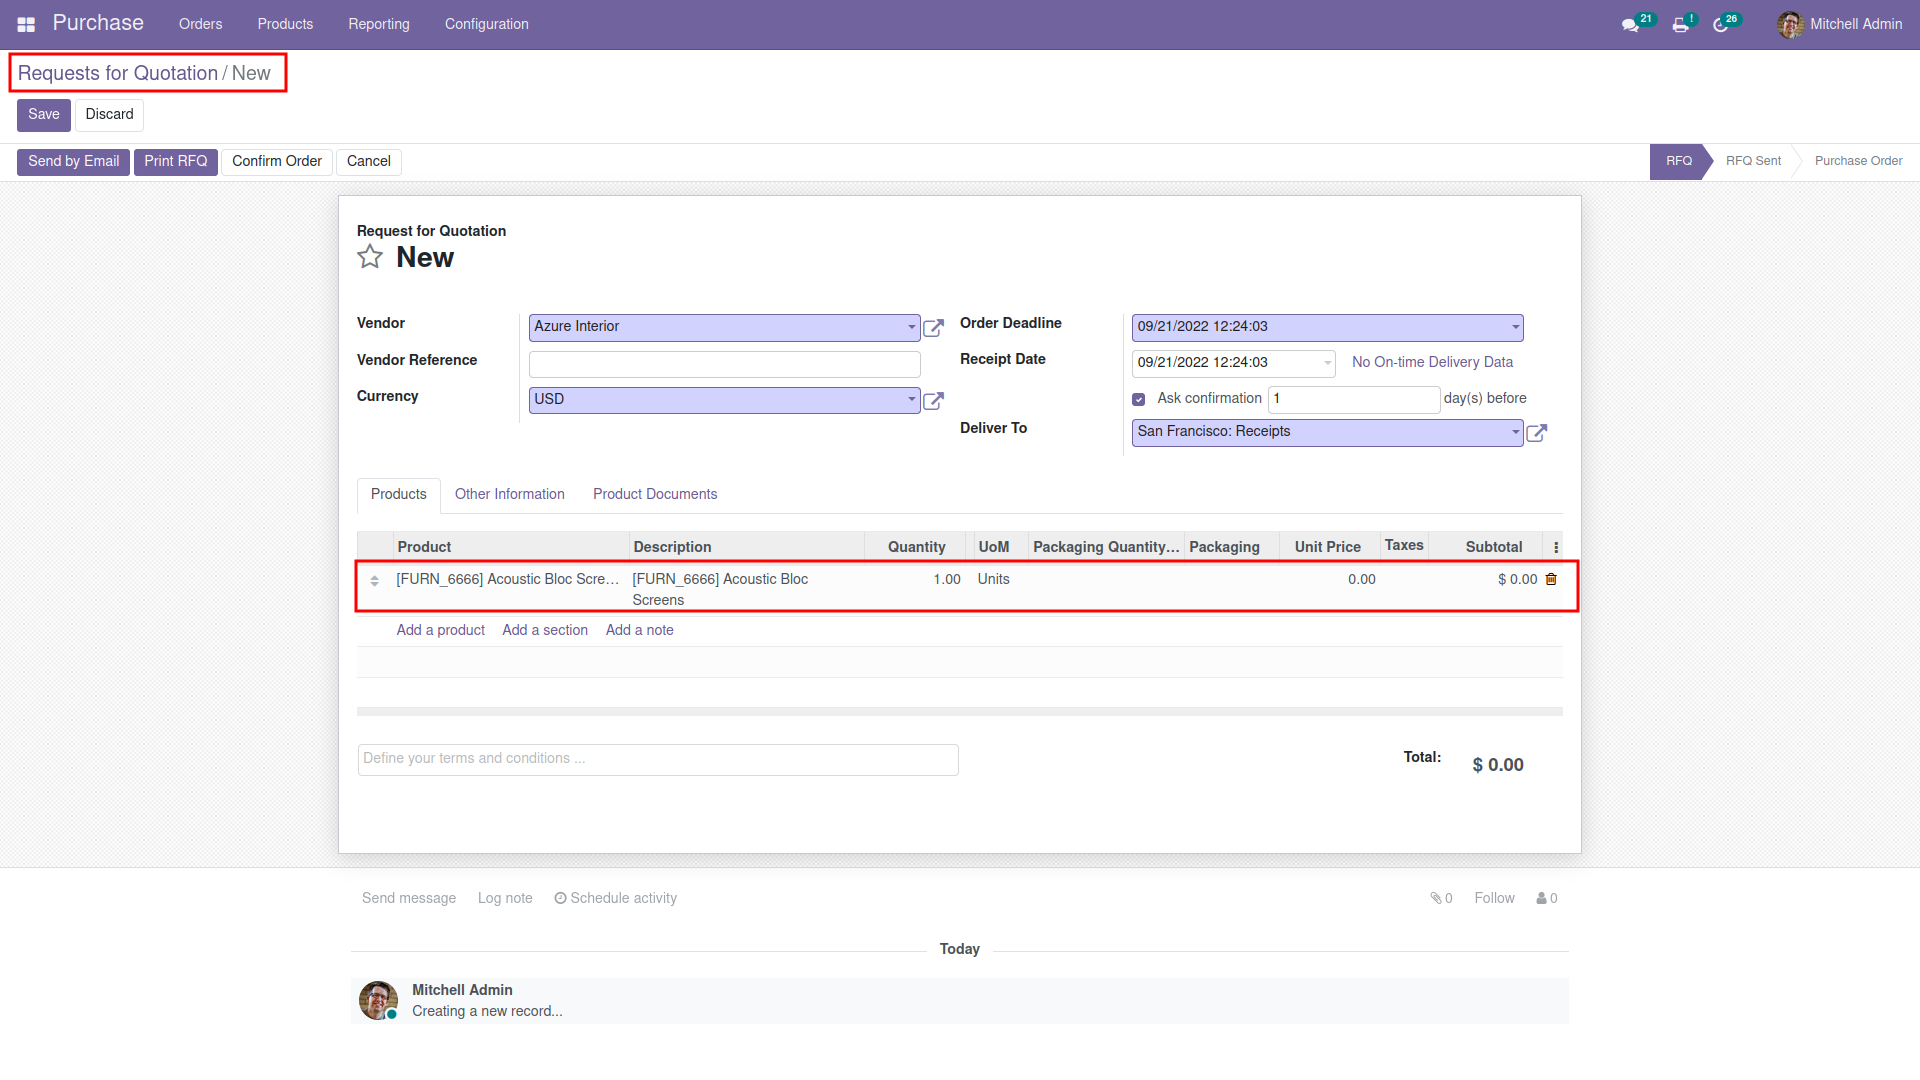 Purchase Orders Products Reporting Configuration 21 ! 26 Mitchell Admin
Requests for Quotation / New
Save Discard
Send by Email Print RFQ Confirm Order Cancel RFQ RFQ Sent Purchase Order
Request for Quotation
New
Vendor Azure Interior Order Deadline 09/21/2022 12:24:03
Vendor Reference Receipt Date 09/21/2022 12:24:03 No On-time Delivery Data
Currency USD Ask confirmation 1 day(s) before
Deliver To San Francisco: Receipts
Products Other Information Product Documents
Product Description Quantity UoM Packaging Quantity... Packaging Unit Price Taxes Subtotal
[FURN_6666] Acoustic Bloc Scre... [FURN_6666] Acoustic Bloc 1.00 Units 0.00 $ 0.00
Screens
Add a product Add a section Add a note
Define your terms and conditions ... Total: $ 0.00
Send message Log note Schedule activity 0 Follow 0
Today
Mitchell Admin
Creating a new record...